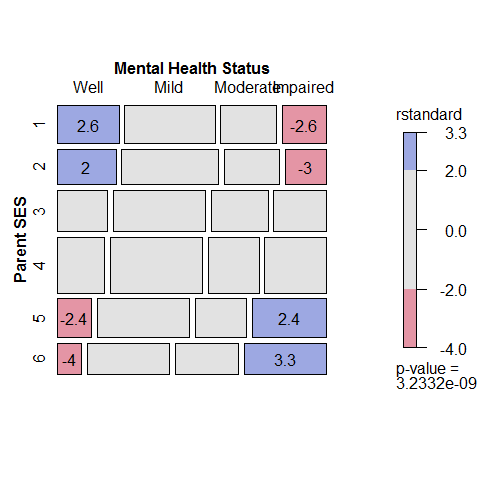 Mental Health Status
Well Mild Moderate Impaired
Parent SES
1 2.6 -2.6
2 2 -3
3
4
5 -2.4 2.4
6 -4 3.3
rstandard
3.3
2.0
0.0
-2.0
-4.0
p-value =
3.2332e-09